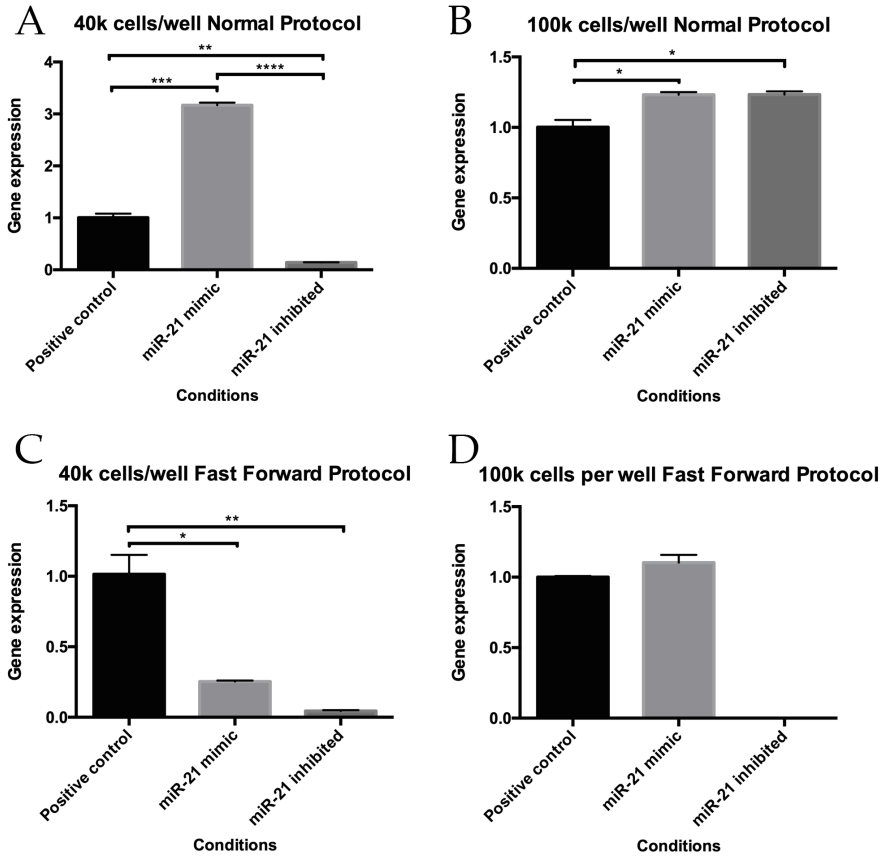 A
40k cells/well Normal Protocol
**
***
****
4
3
2
1
0
Gene expression
Positive control
miR-21 mimic
miR-21 inhibited
Conditions
B
100k cells/well Normal Protocol
*
*
1.5
1.0
0.5
0.0
Gene expression
Positive control
miR-21 mimic
miR-21 inhibited
Conditions
C
40k cells/well Fast Forward Protocol
**
*
1.5
1.0
0.5
0.0
Gene expression
Positive control
miR-21 mimic
miR-21 inhibited
Conditions
D
100k cells per well Fast Forward Protocol
1.5
1.0
0.5
0.0
Gene expression
Positive control
miR-21 mimic
miR-21 inhibited
Conditions